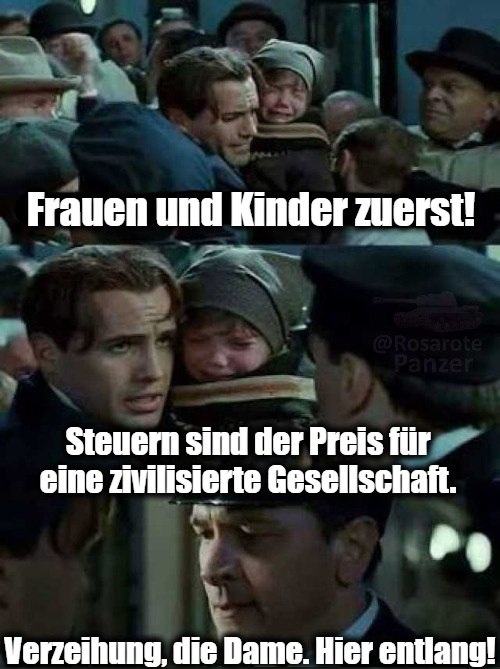 Frauen und Kinder zuerst!
@Rosarote
Panzer
Steuern sind der Preis für
eine zivilisierte Gesellschaft.
Verzeihung, die Dame. Hier entlang!